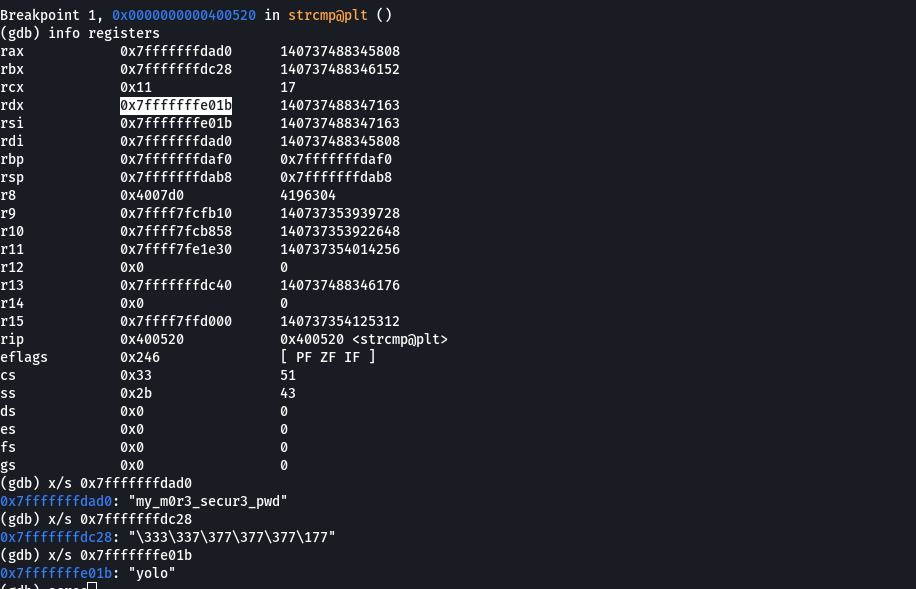 Breakpoint 1, 0x0000000000400520 in strcmp@plt ()
(gdb) info registers
rax 0x7fffffffdad0 140737488345808
rbx 0x7fffffffdc28 140737488346152
rcx 0x11 17
rdx 0x7fffffffe01b 140737488347163
rsi 0x7fffffffe01b 140737488347163
rdi 0x7fffffffdad0 140737488345808
rbp 0x7fffffffdaf0 0x7fffffffdaf0
rsp 0x7fffffffdab8 0x7fffffffdab8
r8 0x4007d0 4196304
r9 0x7ffff7fcfb10 140737353939728
r10 0x7ffff7fcb858 140737353922648
r11 0x7ffff7fe1e30 140737354014256
r12 0x0 0
r13 0x7fffffffdc40 140737488346176
r14 0x0 0
r15 0x7ffff7ffd000 140737354125312
rip 0x400520 0x400520 <strcmp@plt>
eflags 0x246 [ PF ZF IF ]
cs 0x33 51
ss 0x2b 43
ds 0x0 0
es 0x0 0
fs 0x0 0
gs 0x0 0
(gdb) x/s 0x7fffffffdad0
0x7fffffffdad0: "my_m0r3_secur3_pwd"
(gdb) x/s 0x7fffffffdc28
0x7fffffffdc28: "\333\337\377\377\377\177"
(gdb) x/s 0x7fffffffe01b
0x7fffffffe01b: "yolo"
(gdb)